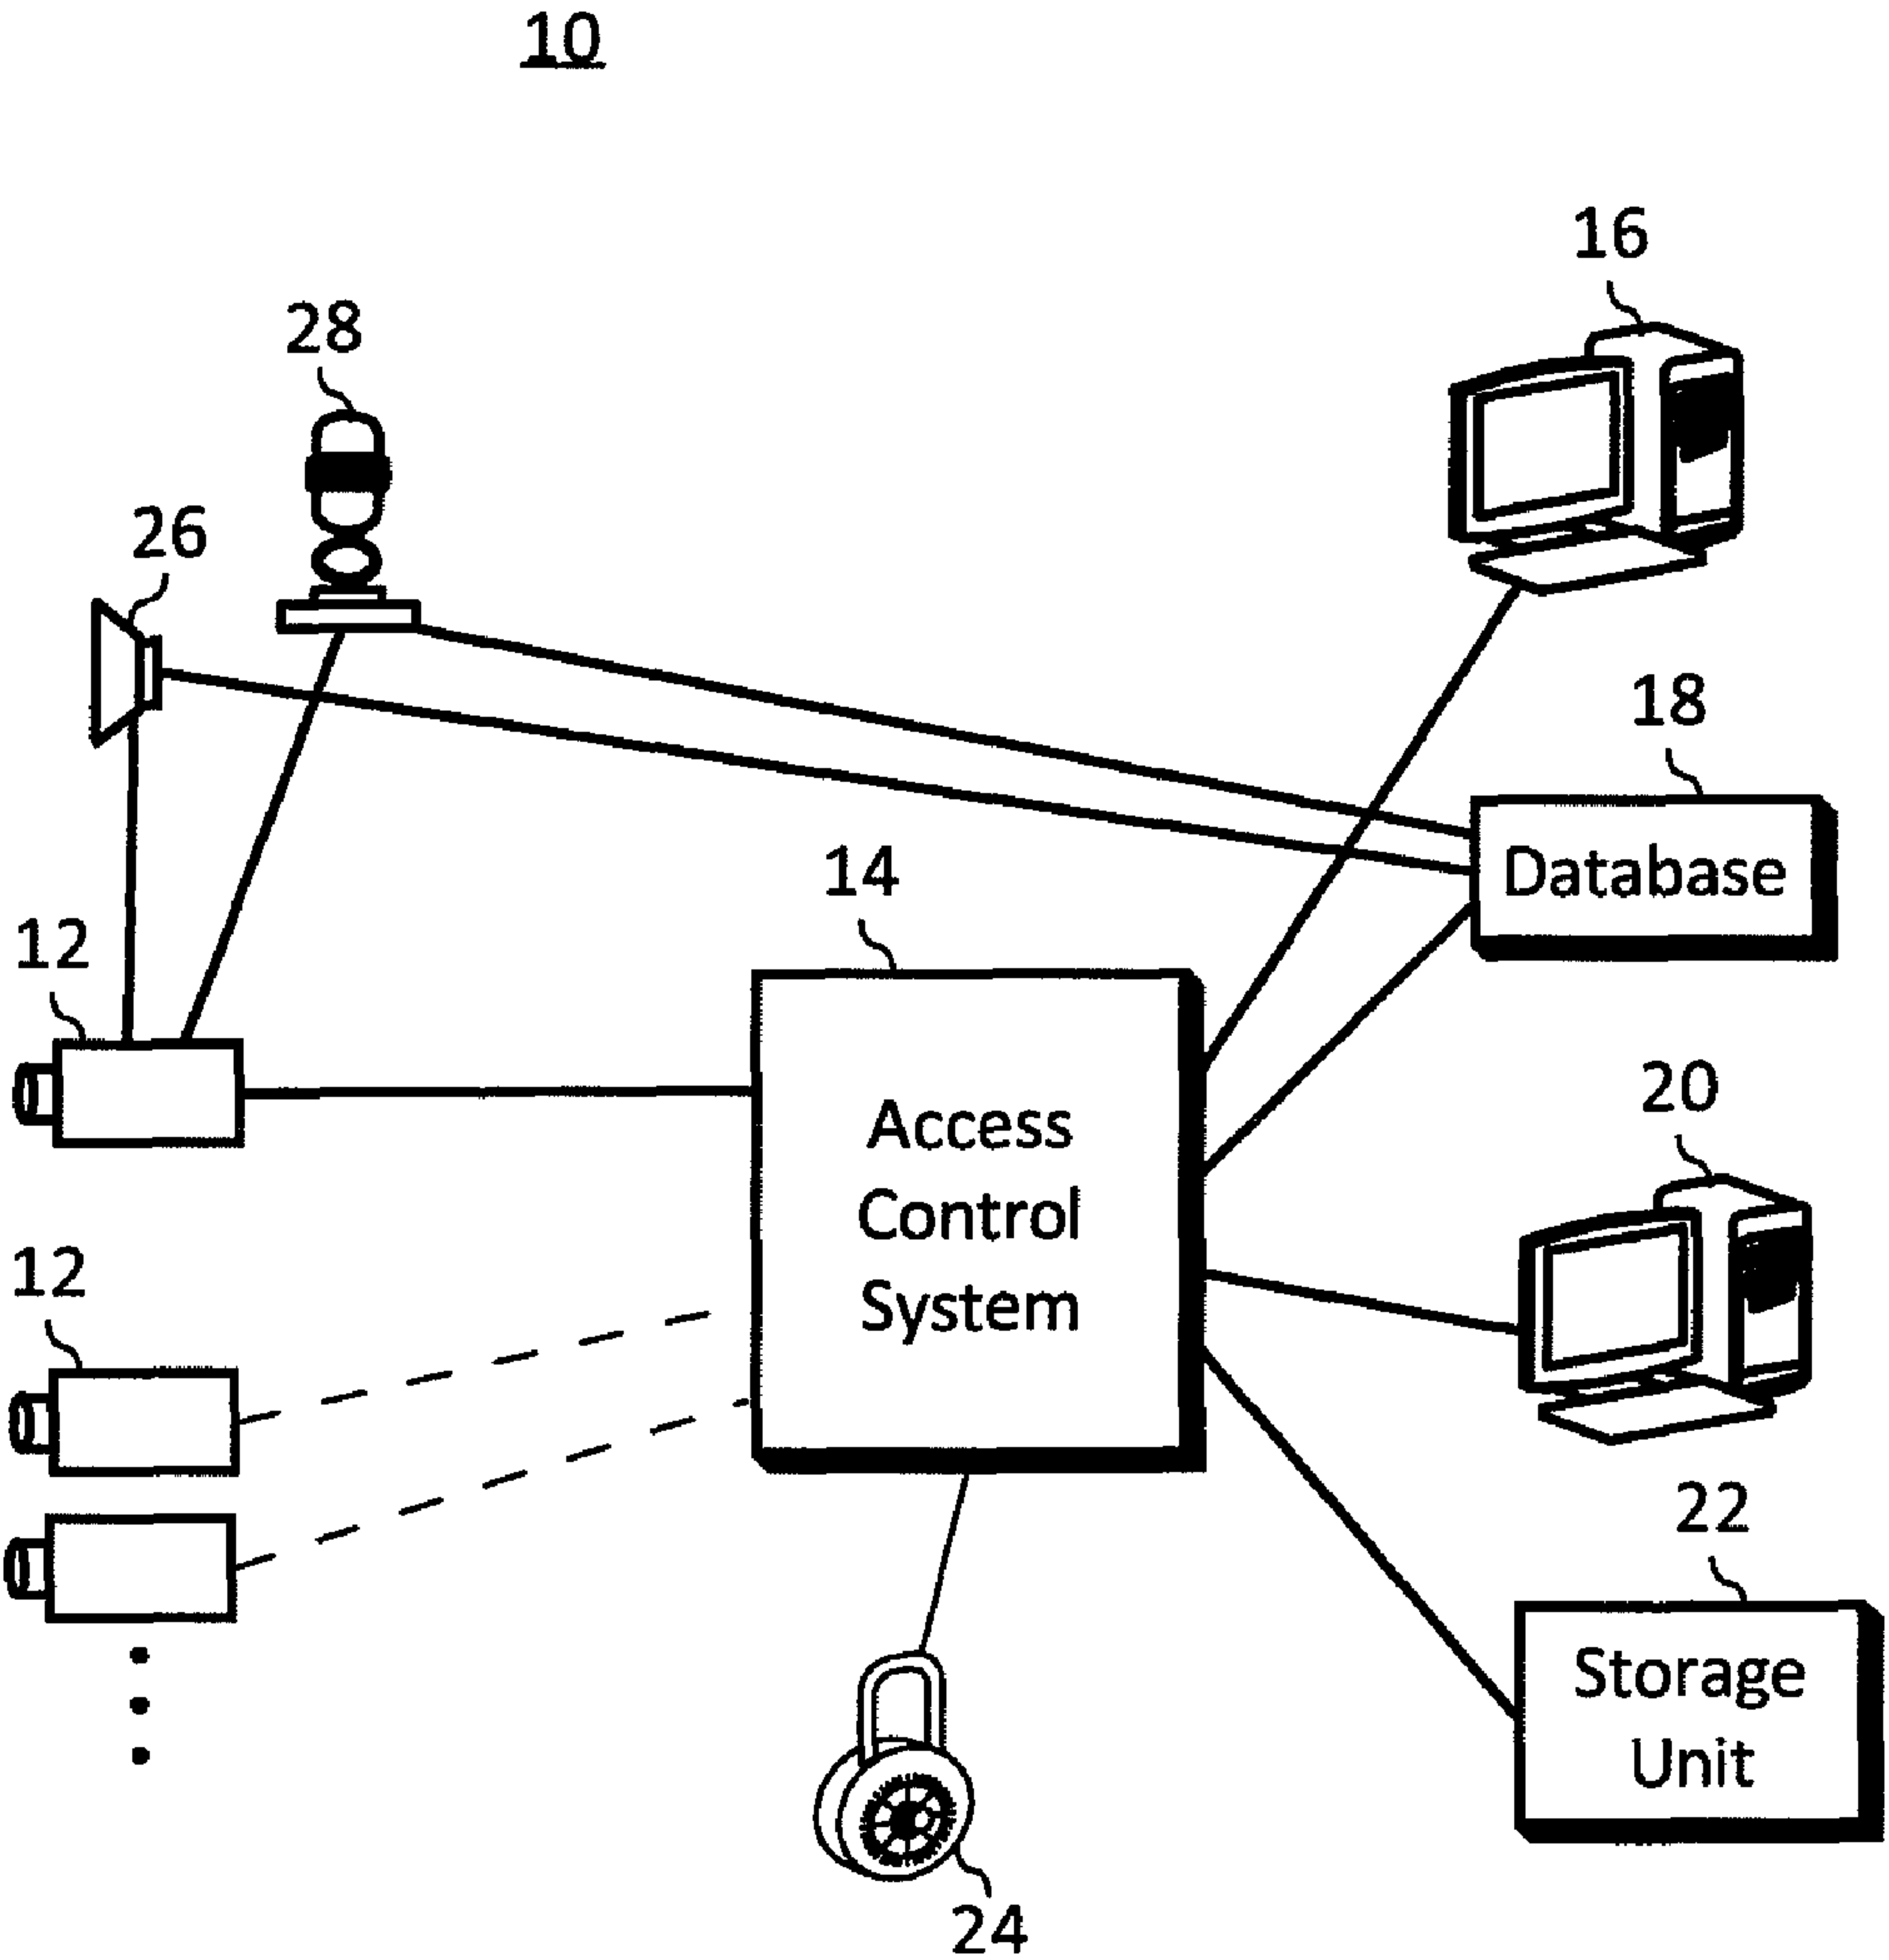 10
16
28
26
18
Database
14
12
Access
Control
System
20
12
22
Storage
Unit
24